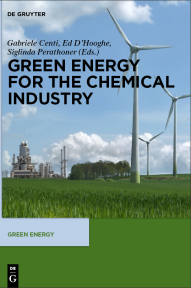 DE GRUYTER
Gabriele Centi, Ed D'Hooghe,
Siglinda Perathoner (Eds.)
GREEN ENERGY
FOR THE CHEMICAL
INDUSTRY
GREEN ENERGY
DE
G